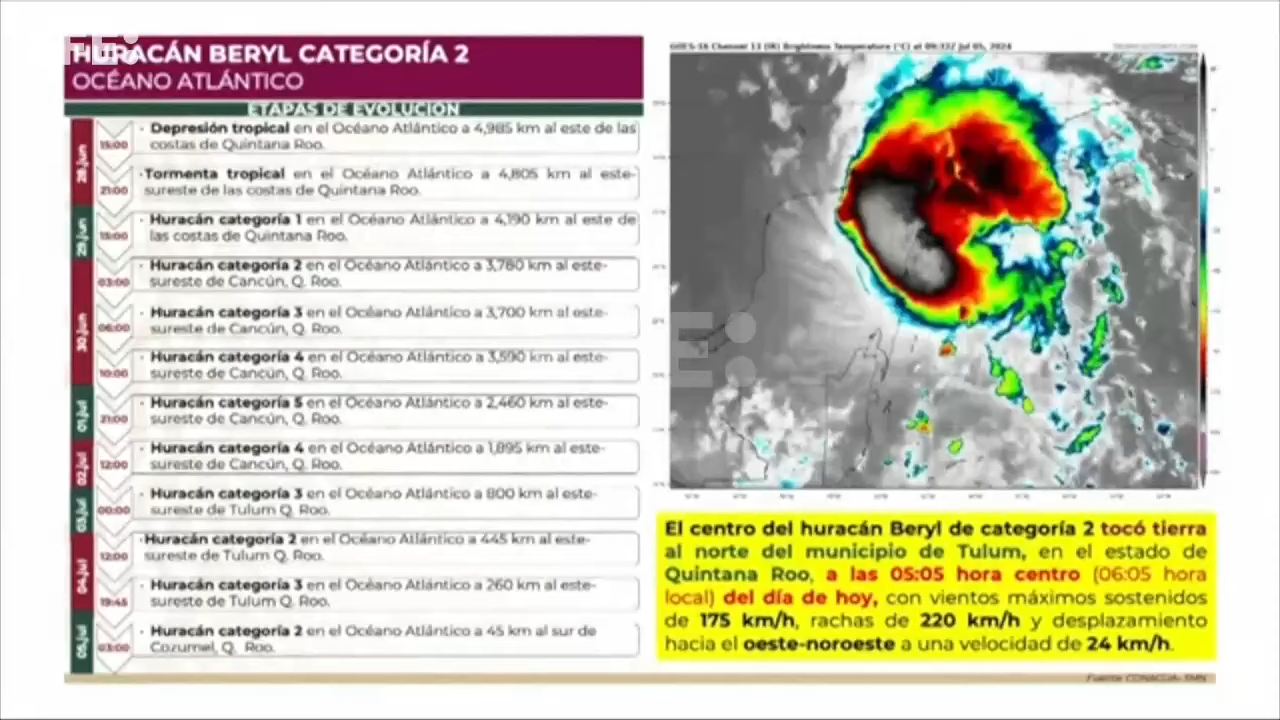 HURACÁN BERYL CATEGORÍA 2
OCÉANO ATLÁNTICO
ETAPAS DE EVOLUCIÓN
28.jun
15:00
· Depresión tropical en el Océano Atlántico a 4,985 km al este de las
costas de Quintana Roo.
21:00
·Tormenta tropical en el Océano Atlántico a 4,805 km al este-
sureste de las costas de Quintana Roo.
29.jun
15:00
· Huracán categoría 1 en el Océano Atlántico a 4,190 km al este de
las costas de Quintana Roo.
30.jun
03:00
· Huracán categoría 2 en el Océano Atlántico a 3,780 km al este-
sureste de Cancún, Q. Roo.
06:00
· Huracán categoría 3 en el Océano Atlántico a 3,700 km al este-
sureste de Cancún, Q. Roo.
10:00
· Huracán categoría 4 en el Océano Atlántico a 3,590 km al este-
sureste de Cancún, Q. Roo.
01.jul
21:00
· Huracán categoría 5 en el Océano Atlántico a 2,460 km al este-
sureste de Cancún, Q. Roo.
02.jul
12:00
· Huracán categoría 4 en el Océano Atlántico a 1,895 km al este-
sureste de Cancún, Q. Roo.
03.jul
00:00
· Huracán categoría 3 en el Océano Atlántico a 800 km al este-
sureste de Tulum Q. Roo.
04.jul
12:00
·Huracán categoría 2 en el Océano Atlántico a 445 km al este-
sureste de Tulum Q. Roo.
19:45
· Huracán categoría 3 en el Océano Atlántico a 260 km al este-
sureste de Tulum Q. Roo.
05.jul
03:00
· Huracán categoría 2 en el Océano Atlántico a 45 km al sur de
Cozumel, Q. Roo.
GOES-16 Channel 13 (IR) Brightness Temperature (°C) at 09:32Z Jul 05, 2024
E:
El centro del huracán Beryl de categoría 2 tocó tierra
al norte del municipio de Tulum, en el estado de
Quintana Roo, a las 05:05 hora centro (06:05 hora
local) del día de hoy, con vientos máximos sostenidos
de 175 km/h, rachas de 220 km/h y desplazamiento
hacia el oeste-noroeste a una velocidad de 24 km/h.
Fuente: CONAGUA- SMN